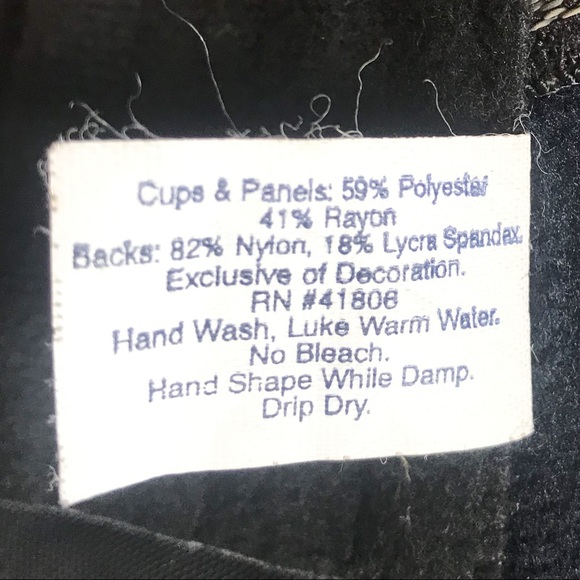 Cups & Panels: 59% Polyester
41% Rayon
Backs: 82% Nylon, 18% Lycra Spandex.
Exclusive of Decoration.
RN #41806
Hand Wash, Luke Warm Water.
No Bleach.
Hand Shape While Damp.
Drip Dry.